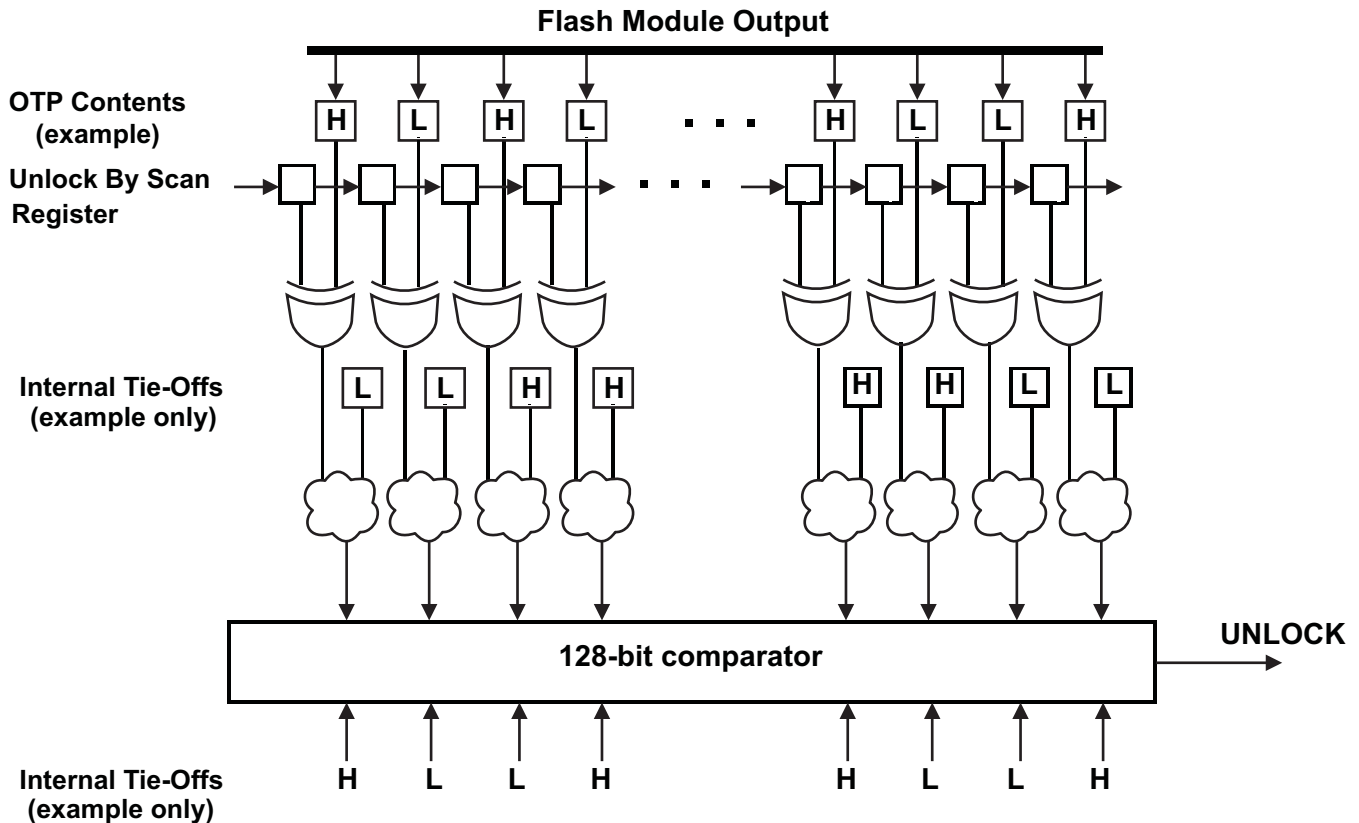 Flash Module Output
OTP Contents
(example)
H L H L . . . H L L H
Unlock By Scan
Register
. . .
Internal Tie-Offs
(example only)
L L H H H H L L
128-bit comparator
UNLOCK
Internal Tie-Offs
(example only)
H L L H H L L H